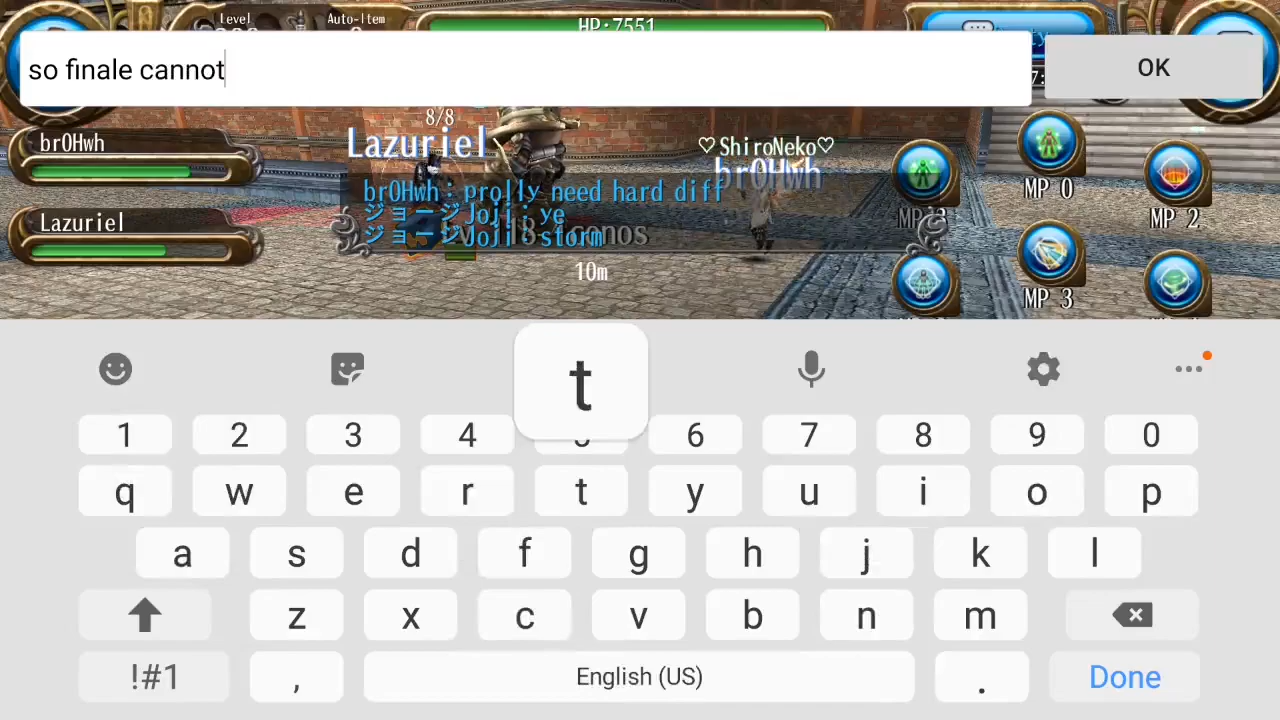 Level
Auto-Item
HP:7551
so finale cannot
OK
8/8
br0Hwh
Lazuriel
♡ShiroNeko♡
br0Hwh
br0Hwh: prolly need hard diff
ジョージJoji: ye
ジョージJoji: storm
MP 0
MP 2
Lazuriel
10m
MP 3
t
1 2 3 4 5 6 7 8 9 0
q w e r t y u i o p
a s d f g h j k l
z x c v b n m
!#1 , English (US) . Done